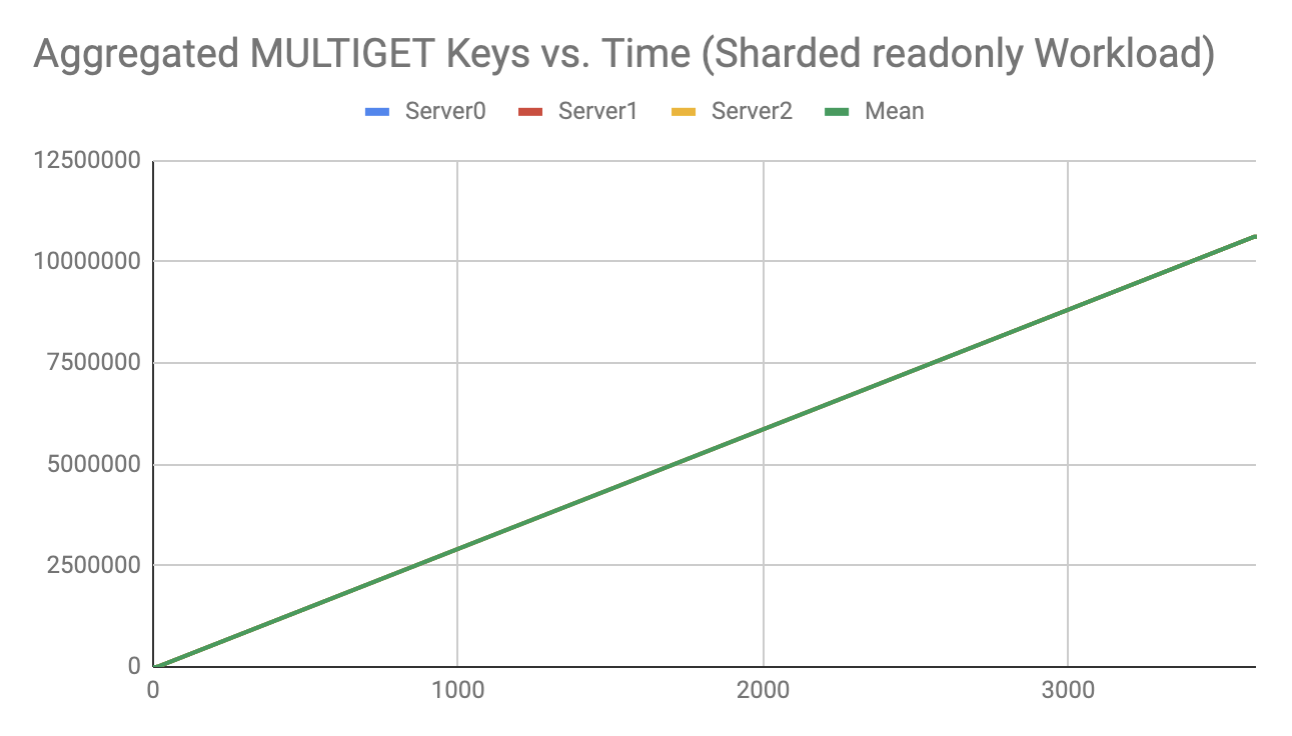 Aggregated MULTIGET Keys vs. Time (Sharded readonly Workload)
Server0 Server1 Server2 Mean
12500000
10000000
7500000
5000000
2500000
0
0 1000 2000 3000